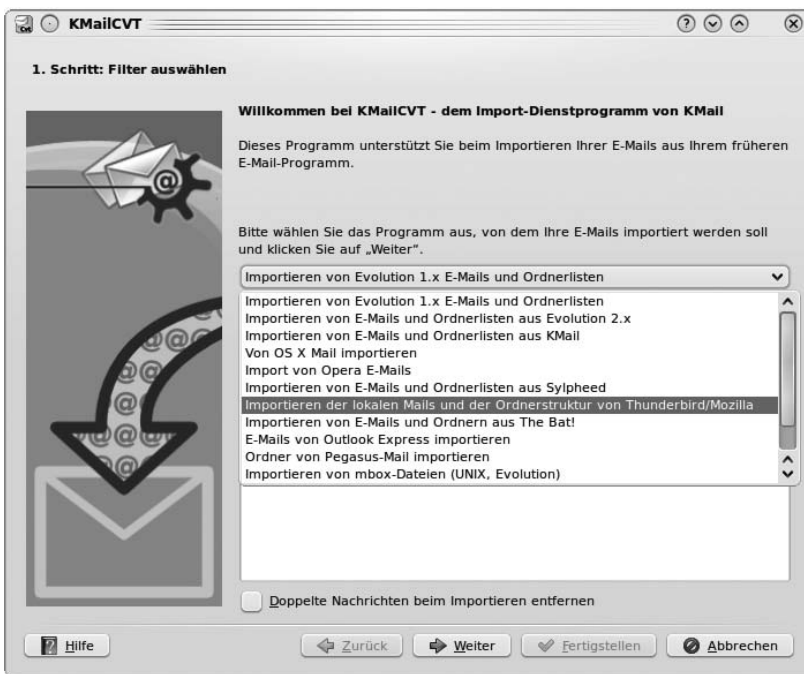 KMailCVT
1. Schritt: Filter auswählen
Willkommen bei KMailCVT - dem Import-Dienstprogramm von KMail
Dieses Programm unterstützt Sie beim Importieren Ihrer E-Mails aus Ihrem früheren
E-Mail-Programm.
Bitte wählen Sie das Programm aus, von dem Ihre E-Mails importiert werden soll
und klicken Sie auf „Weiter“.
Importieren von Evolution 1.x E-Mails und Ordnerlisten
Importieren von Evolution 1.x E-Mails und Ordnerlisten
Importieren von E-Mails und Ordnerlisten aus Evolution 2.x
Importieren von E-Mails und Ordnerlisten aus KMail
Von OS X Mail importieren
Import von Opera E-Mails
Importieren von E-Mails und Ordnerlisten aus Sylpheed
Importieren der lokalen Mails und der Ordnerstruktur von Thunderbird/Mozilla
Importieren von E-Mails und Ordnern aus The Bat!
E-Mails von Outlook Express importieren
Ordner von Pegasus-Mail importieren
Importieren von mbox-Dateien (UNIX, Evolution)
Doppelte Nachrichten beim Importieren entfernen
Hilfe
Zurück
Weiter
Fertigstellen
Abbrechen